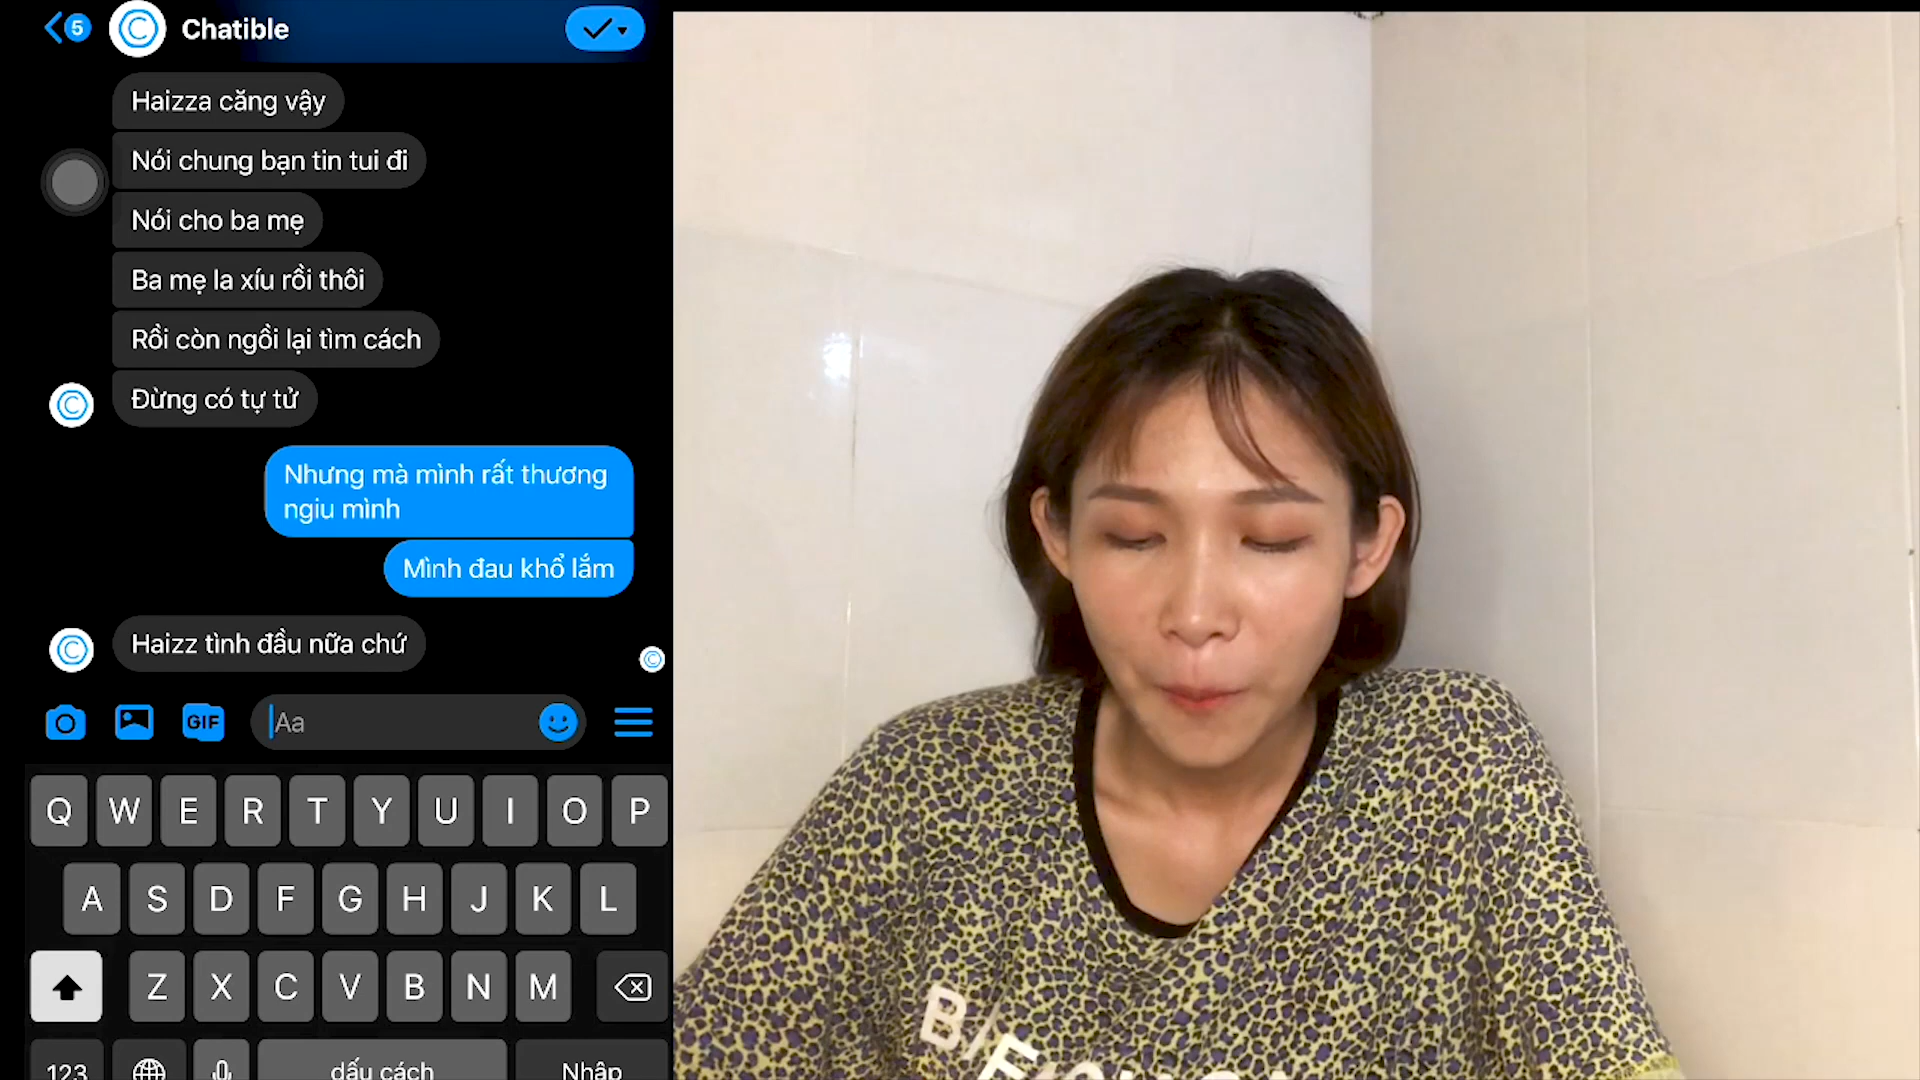 5
Chatible
Haizza căng vậy
Nói chung bạn tin tui đi
Nói cho ba mẹ
Ba mẹ la xíu rồi thôi
Rồi còn ngồi lại tìm cách
Đừng có tự tử
Nhưng mà mình rất thương
ngiu mình
Mình đau khổ lắm
Haizz tình đầu nữa chứ
GIF
Aa
Q W E R T Y U I O P
A S D F G H J K L
Z X C V B N M
123
dấu cách
Nhập